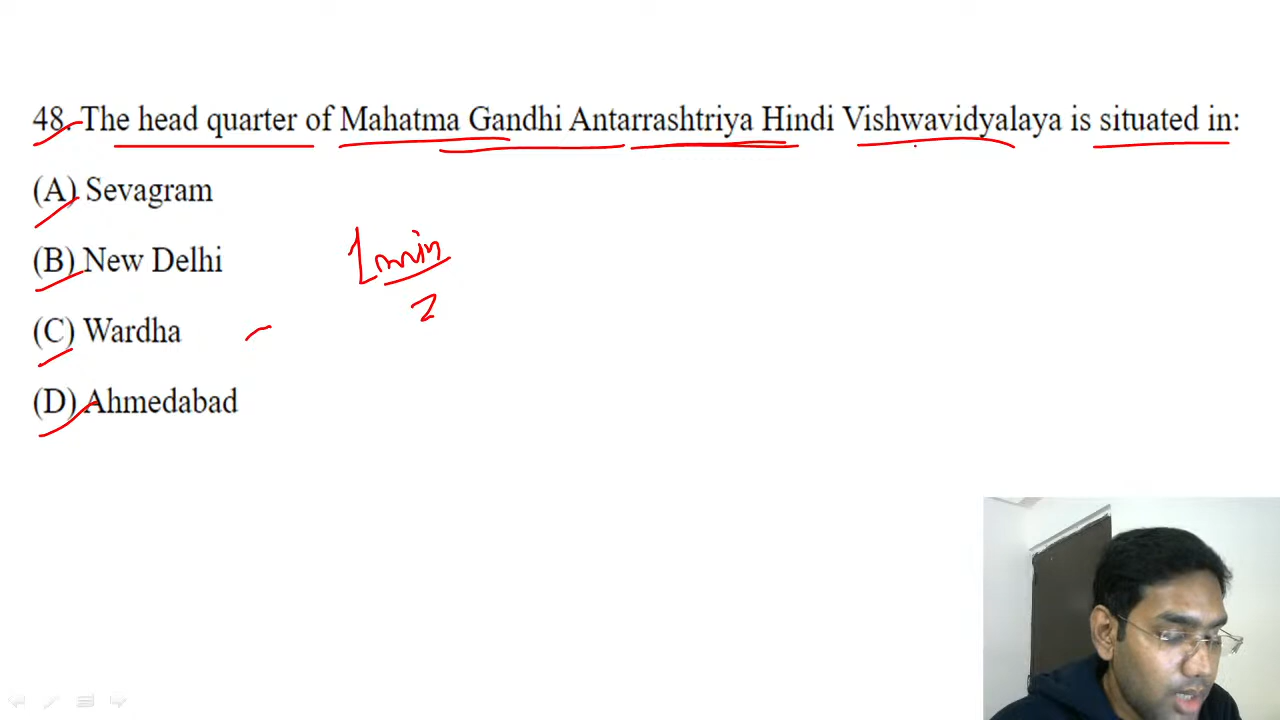 48. The head quarter of Mahatma Gandhi Antarrashtriya Hindi Vishwavidyalaya is situated in:
(A) Sevagram
(B) New Delhi
1 min
2
(C) Wardha
(D) Ahmedabad